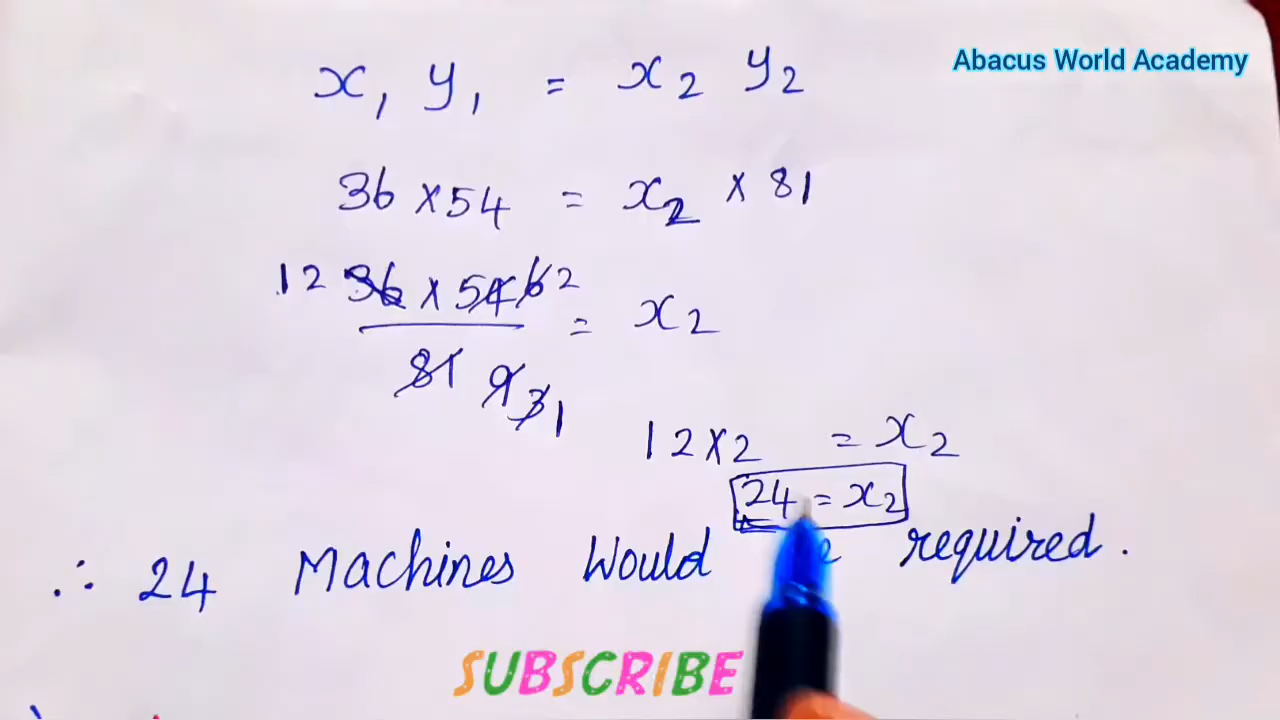 Abacus World Academy
x₁ y₁ = x₂ y₂
36 × 54 = x₂ × 81
12 36 × 54 6 2
81 9 3 1
= x₂
12 × 2 = x₂
24 = x₂
∴ 24 Machines Would required.
SUBSCRIBE